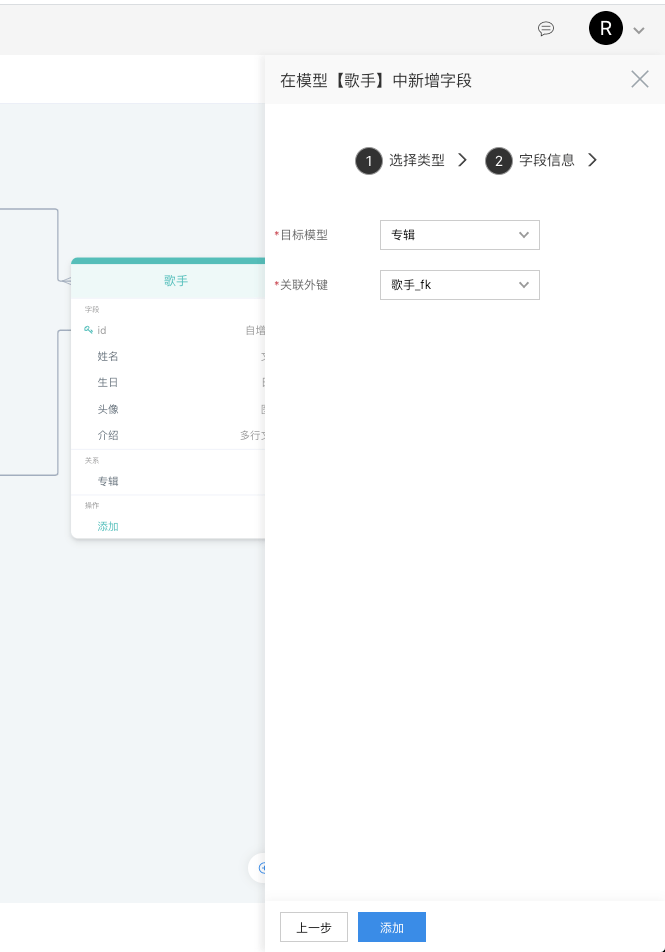 R
在模型【歌手】中新增字段
1 选择类型
2 字段信息
*目标模型 专辑
*关联外键 歌手_fk
歌手
字段
id 自增
姓名
生日
头像
介绍 多行文
关系
专辑
操作
添加
上一步 添加